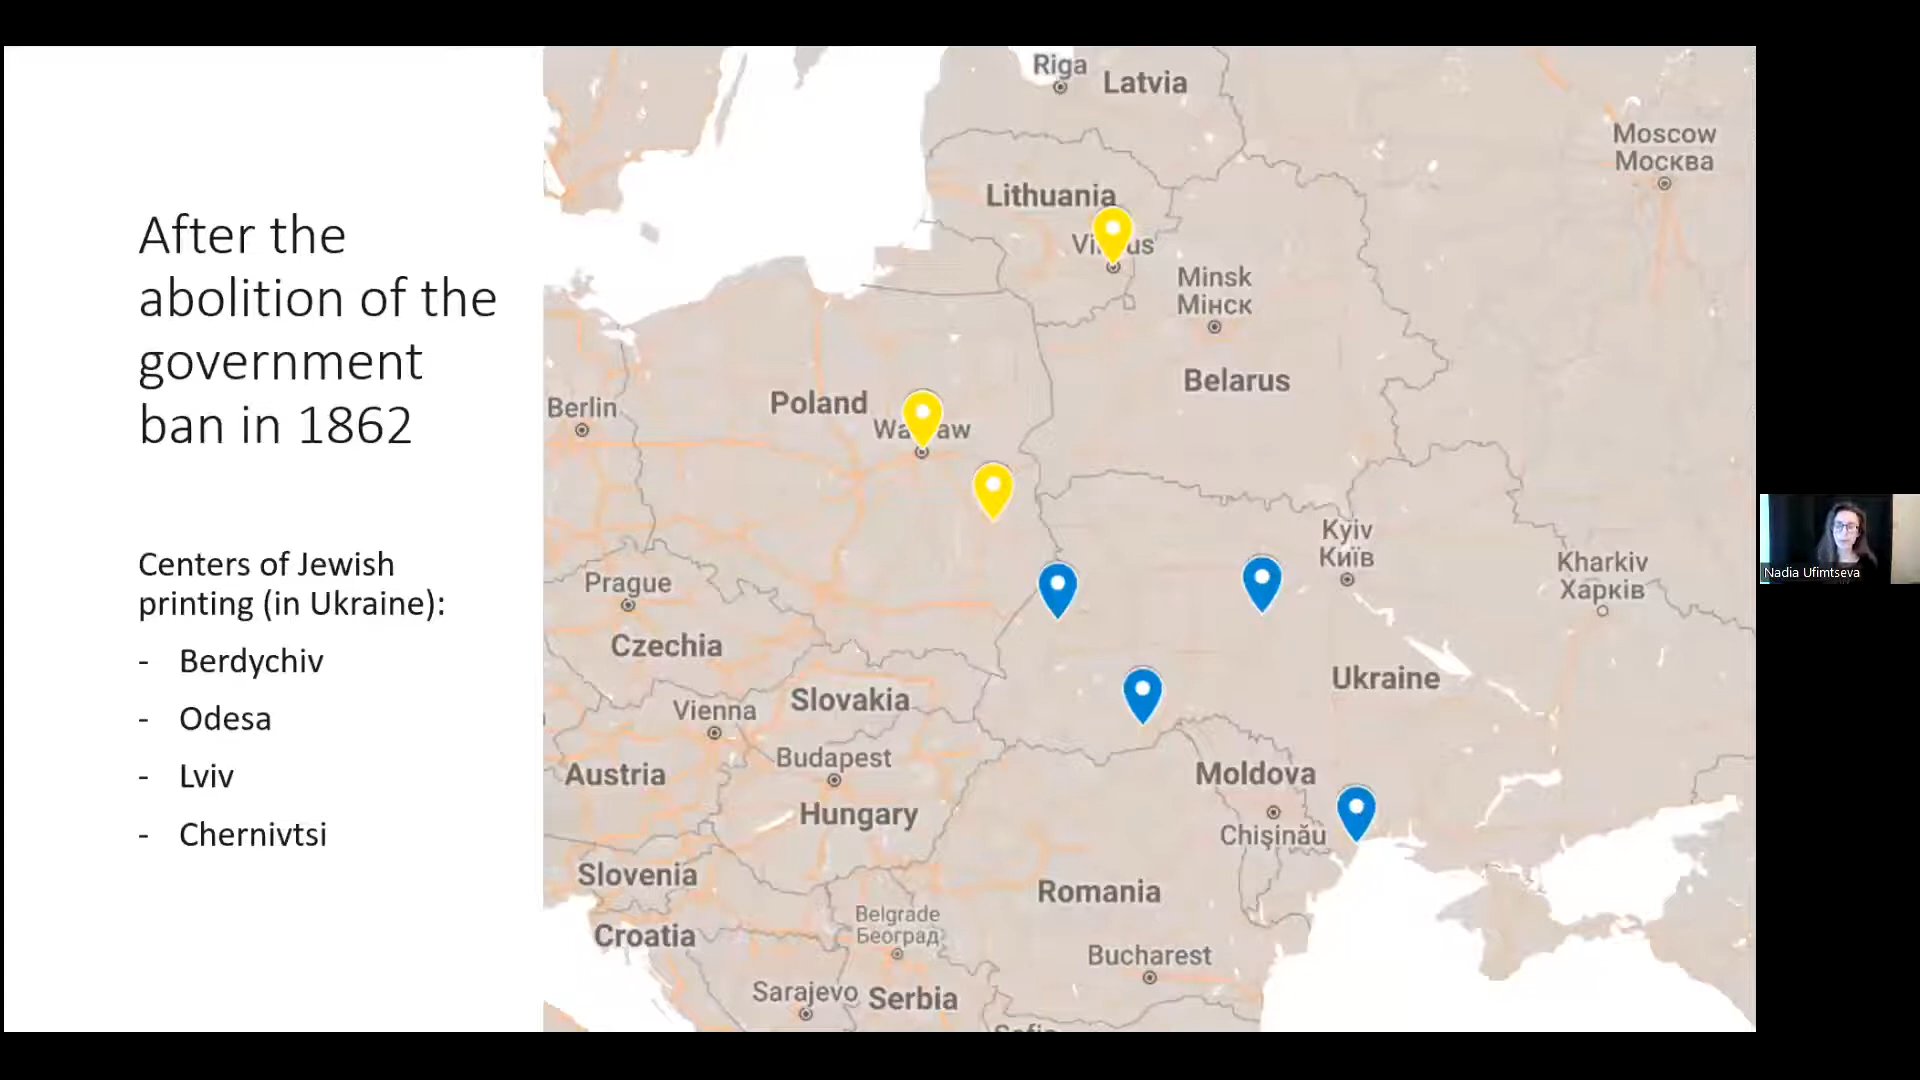 After the
abolition of the
government
ban in 1862
Centers of Jewish
printing (in Ukraine):
- Berdychiv
- Odesa
- Lviv
- Chernivtsi
Riga
Latvia
Moscow
Москва
Lithuania
Minsk
Мінск
Belarus
Berlin
Poland
Kyiv
Київ
Kharkiv
Харків
Prague
Czechia
Ukraine
Slovakia
Vienna
Budapest
Austria
Hungary
Moldova
Chișinău
Slovenia
Romania
Croatia
Belgrade
Београд
Bucharest
Sarajevo
Serbia
Nadia Ufimtseva